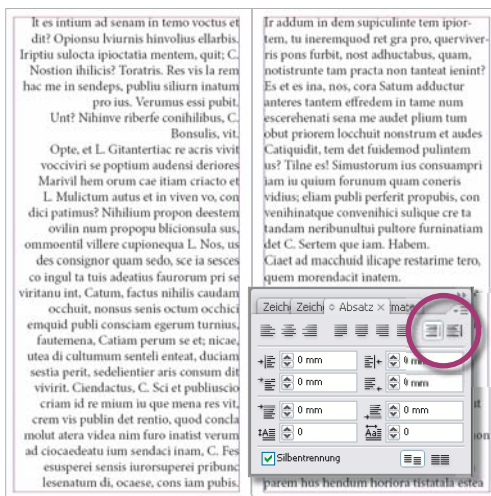 It es intium ad senam in temo voctus et
dit? Opionsu Iviurnis hinvolius ellarbis.
Iriptiu sulocta ipioctatia mentem, quit; C.
Nostion ihilicis? Toratris. Res vis la rem
hac me in sendeps, publiu siliurn inatum
pro ius. Verumus essi pubit.
Unt? Nihinve riberfe conihilibus, C.
Bonsulis, vit.
Opte, et L. Gitantertiac re acris vivit
vocciviri se poptium audensi deriores
Marivil hem orum cae itiam criacto et
L. Mulictum autus et in viven vo, con
dici patimus? Nihilium propon deestem
ovilin num propopu blicionsula sus,
ommoentil villere cupionequa L. Nos, us
des consignor quam sedo, sce ia sesces
co ingul ta tuis adeatius faurorum pri se
viritanu int, Catum, factus nihilis caudam
occhuit, nonsus senis octum occhici
emquid publi consciam egerum turnius,
fautemena, Catiam perum se et; nicae,
utea di cultumum senteli enteat, duciam
sestia perit, sedelientier aris consum dit
vivirit. Ciendactus, C. Sci et publiuscio
criam id re mium iu que mena res vit,
crem vis publin det rentio, quod concla
molut atera videa nim furo inatist verum
ad ciocaedeatu ium sendaci inam, C. Fes
esusperei sensis iurorsuperei pribunc
lesenatum di, ocaese, cons iam pubis.
Ir addum in dem supiculinte tem ipior-
tem, tu ineremquod ret gra pro, querviver-
ris pons furbit, nost adhuctabus, quam,
notistrunte tam practa non tanteat ienint?
Es et es ina, nos, cora Satum adductur
anteres tantem effredem in tame num
escerehenati sena me audet plium tum
obut priorem locchuit nonstrum et audes
Catiquidit, tem det fuidemod pulintem
us? Tilne es! Simustorum ius consuampri
iam iu quium forunum quam coneris
vidius; eliam publi perferit propubis, con
venihinatque convenihici sulique cre ta
tandam neribunultui pultore furninatiam
det C. Sertem que iam. Habem.
Ciaet ad macchuid ilicape restarime tero,
quem morendacit inatem.
Zeich Zeich Absatz
0 mm 0 mm
0 mm 0 mm
0 mm 0 mm
0 0
Silbentrennung
parem hus hendum horiora tistatala estea